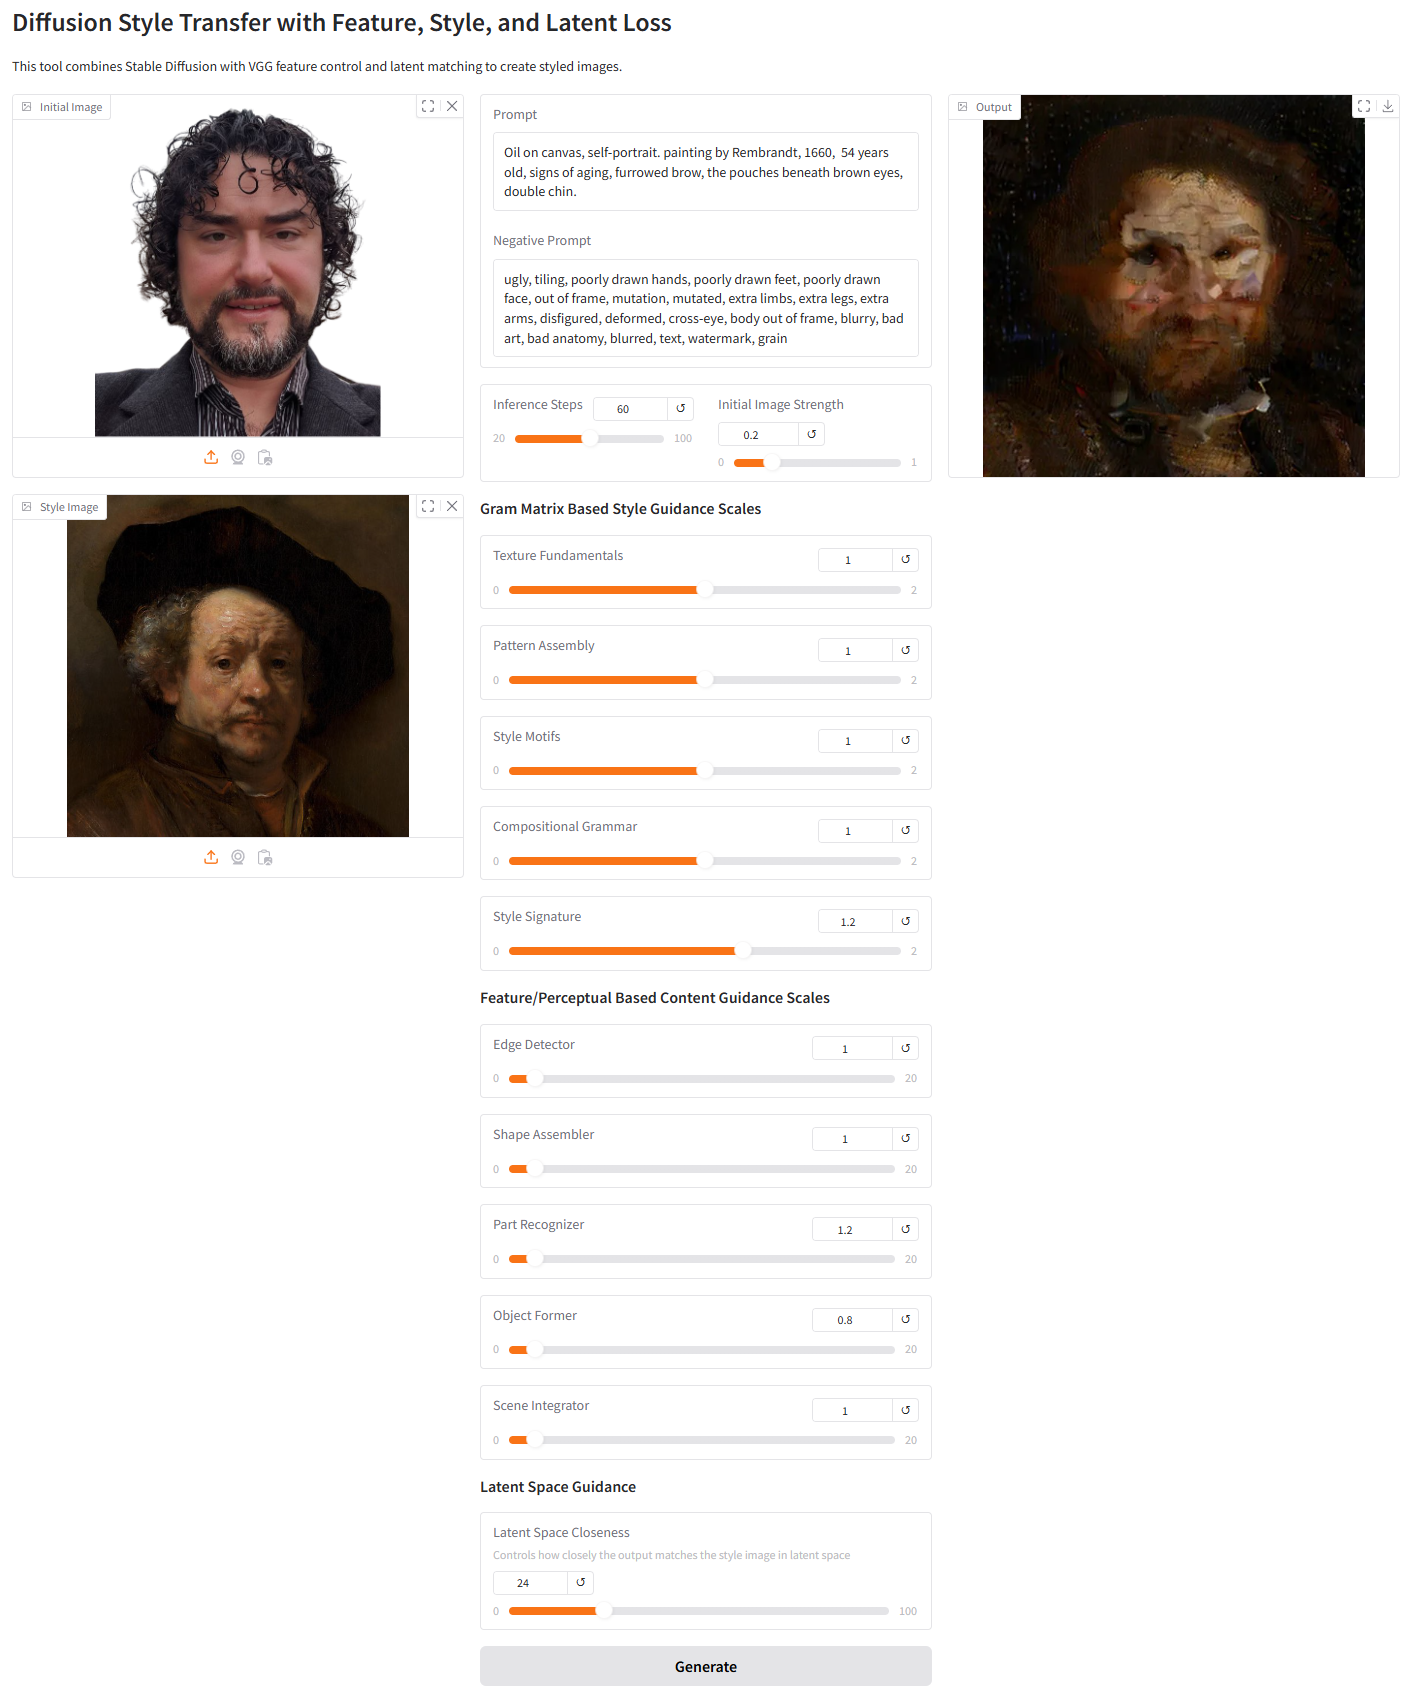 Diffusion Style Transfer with Feature, Style, and Latent Loss
This tool combines Stable Diffusion with VGG feature control and latent matching to create styled images.
Initial Image
Style Image
Prompt
Oil on canvas, self-portrait. painting by Rembrandt, 1660,  54 years
old, signs of aging, furrowed brow, the pouches beneath brown eyes,
double chin.
Negative Prompt
ugly, tiling, poorly drawn hands, poorly drawn feet, poorly drawn
face, out of frame, mutation, mutated, extra limbs, extra legs, extra
arms, disfigured, deformed, cross-eye, body out of frame, blurry, bad
art, bad anatomy, blurred, text, watermark, grain
Inference Steps
60
20
100
Initial Image Strength
0.2
0
1
Gram Matrix Based Style Guidance Scales
Texture Fundamentals
1
0
2
Pattern Assembly
1
0
2
Style Motifs
1
0
2
Compositional Grammar
1
0
2
Style Signature
1.2
0
2
Feature/Perceptual Based Content Guidance Scales
Edge Detector
1
0
20
Shape Assembler
1
0
20
Part Recognizer
1.2
0
20
Object Former
0.8
0
20
Scene Integrator
1
0
20
Latent Space Guidance
Latent Space Closeness
Controls how closely the output matches the style image in latent space
24
0
100
Generate
Output